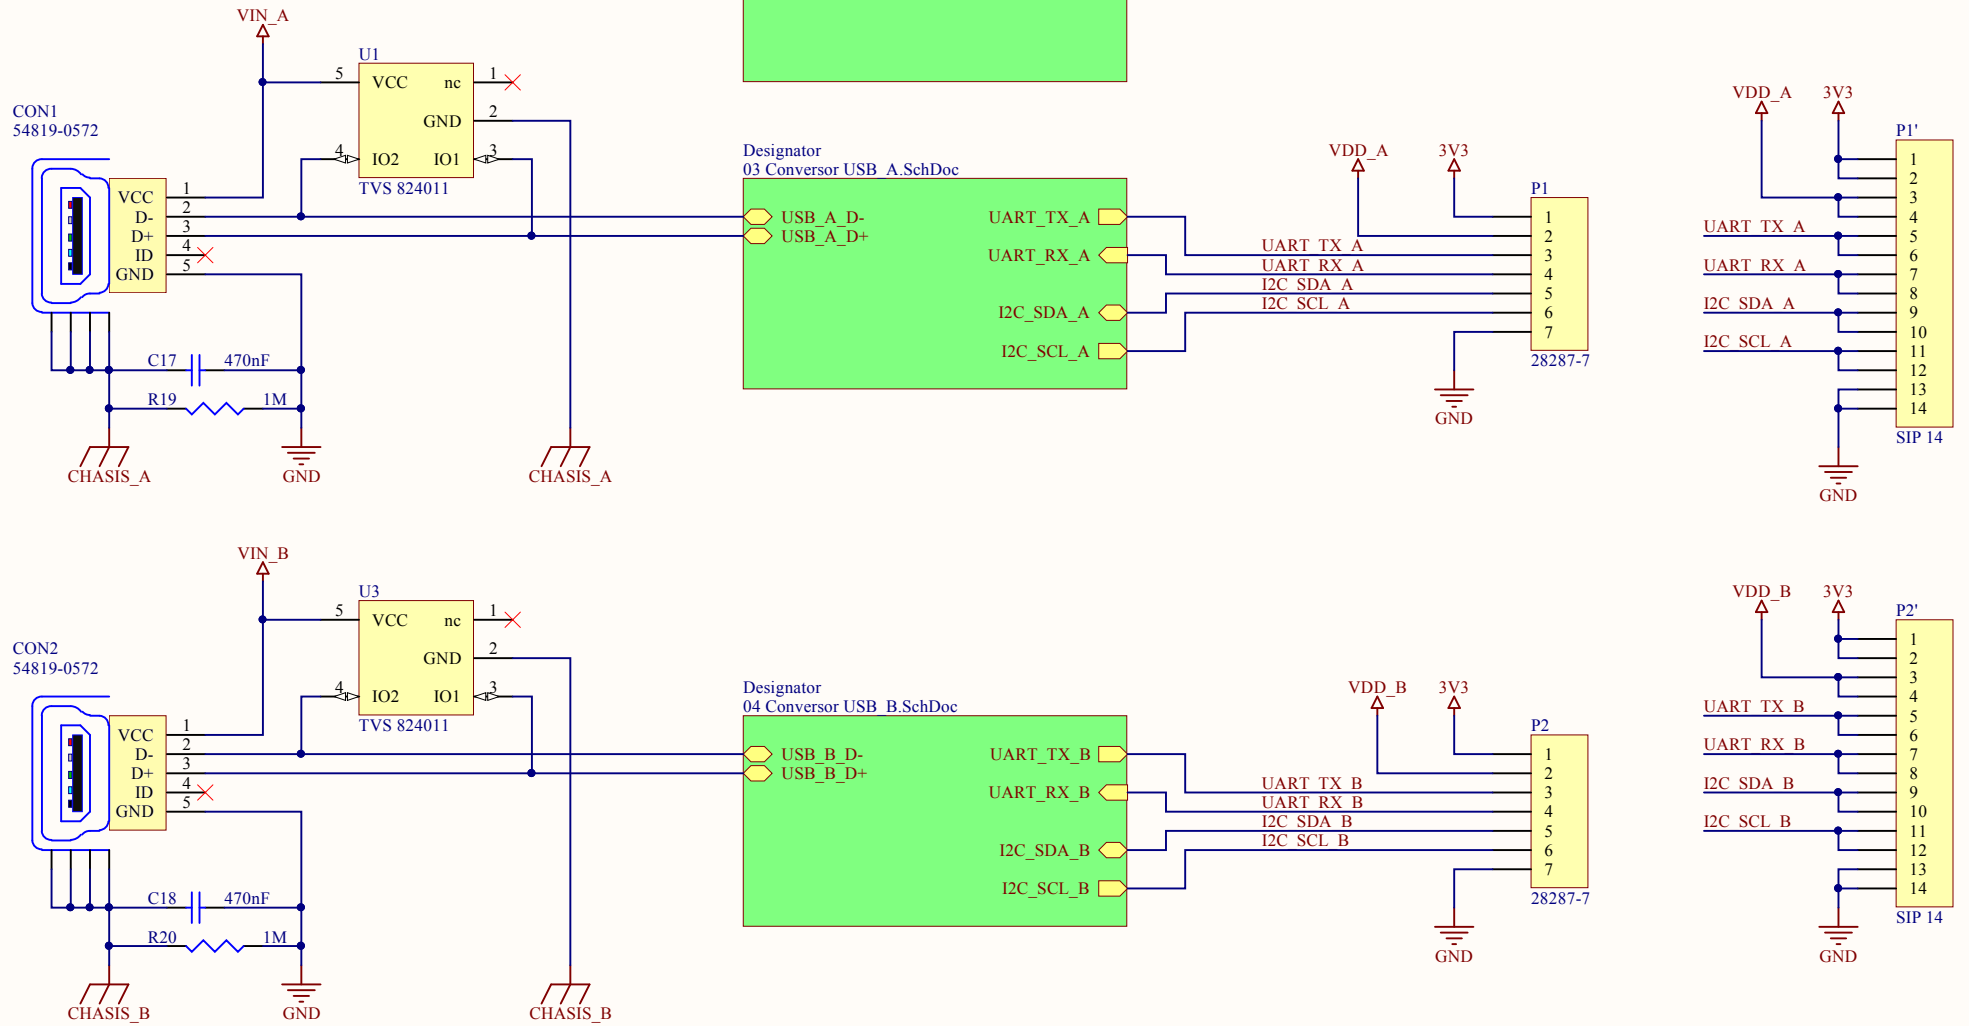 VIN_A
U1
5 VCC nc 1
GND 2
4 IO2 IO1 3
TVS 824011
CON1
54819-0572
VCC 1
D- 2
D+ 3
ID 4
GND 5
C17 470nF
R19 1M
CHASIS_A
GND
CHASIS_A
Designator
03 Conversor USB_A.SchDoc
USB_A_D-
USB_A_D+
UART_TX_A
UART_RX_A
I2C_SDA_A
I2C_SCL_A
UART_TX_A
UART_RX_A
I2C_SDA_A
I2C_SCL_A
VDD_A
3V3
P1
1
2
3
4
5
6
7
28287-7
GND
VDD_A
3V3
P1'
UART_TX_A
UART_RX_A
I2C_SDA_A
I2C_SCL_A
1
2
3
4
5
6
7
8
9
10
11
12
13
14
SIP 14
GND
VIN_B
U3
5 VCC nc 1
GND 2
4 IO2 IO1 3
TVS 824011
CON2
54819-0572
VCC 1
D- 2
D+ 3
ID 4
GND 5
C18 470nF
R20 1M
CHASIS_B
GND
CHASIS_B
Designator
04 Conversor USB_B.SchDoc
USB_B_D-
USB_B_D+
UART_TX_B
UART_RX_B
I2C_SDA_B
I2C_SCL_B
UART_TX_B
UART_RX_B
I2C_SDA_B
I2C_SCL_B
VDD_B
3V3
P2
1
2
3
4
5
6
7
28287-7
GND
VDD_B
3V3
P2'
UART_TX_B
UART_RX_B
I2C_SDA_B
I2C_SCL_B
1
2
3
4
5
6
7
8
9
10
11
12
13
14
SIP 14
GND